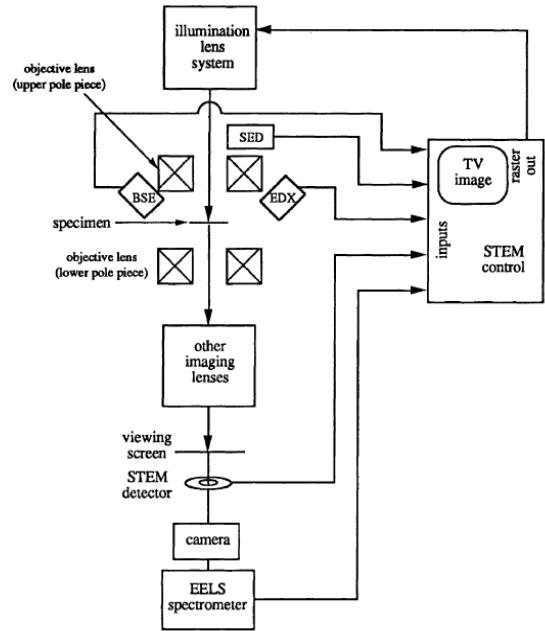 illumination
lens
system
objective lens
(upper pole piece)
SED
TV
image
raster
out
BSE
EDX
specimen
inputs
STEM
control
objective lens
(lower pole piece)
other
imaging
lenses
viewing
screen
STEM
detector
camera
EELS
spectrometer